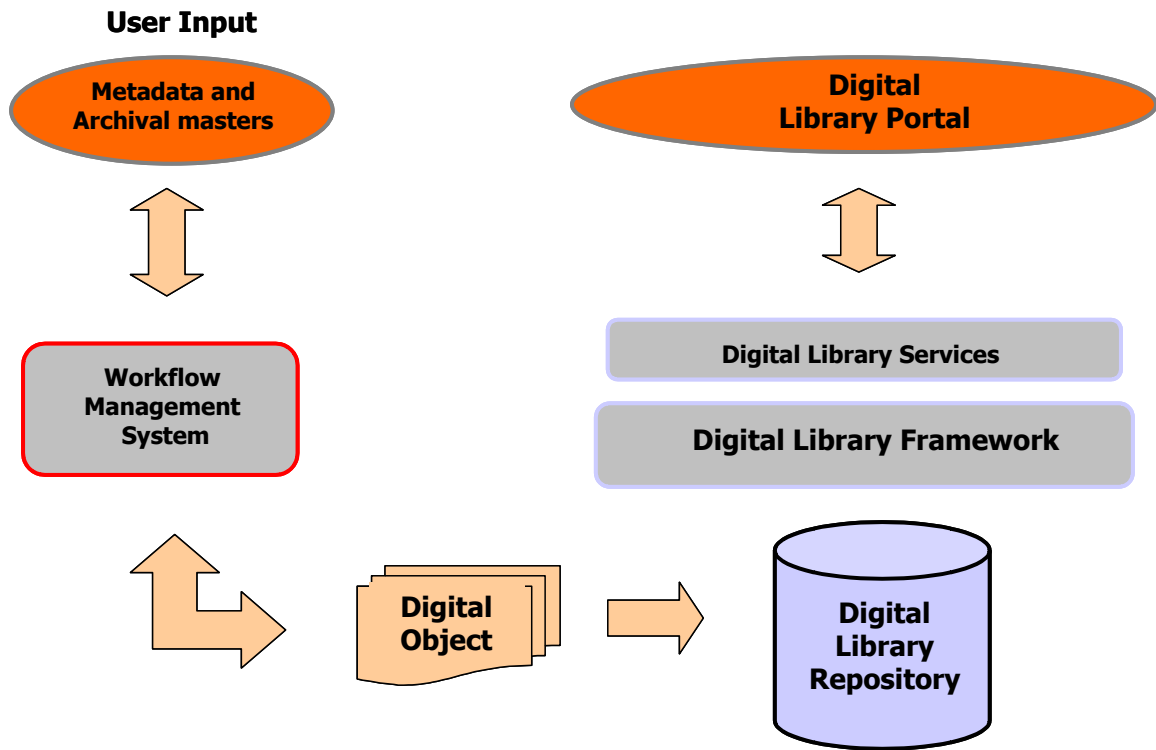 User Input
Metadata and
Archival masters
Digital
Library Portal
Workflow
Management
System
Digital Library Services
Digital Library Framework
Digital
Object
Digital
Library
Repository